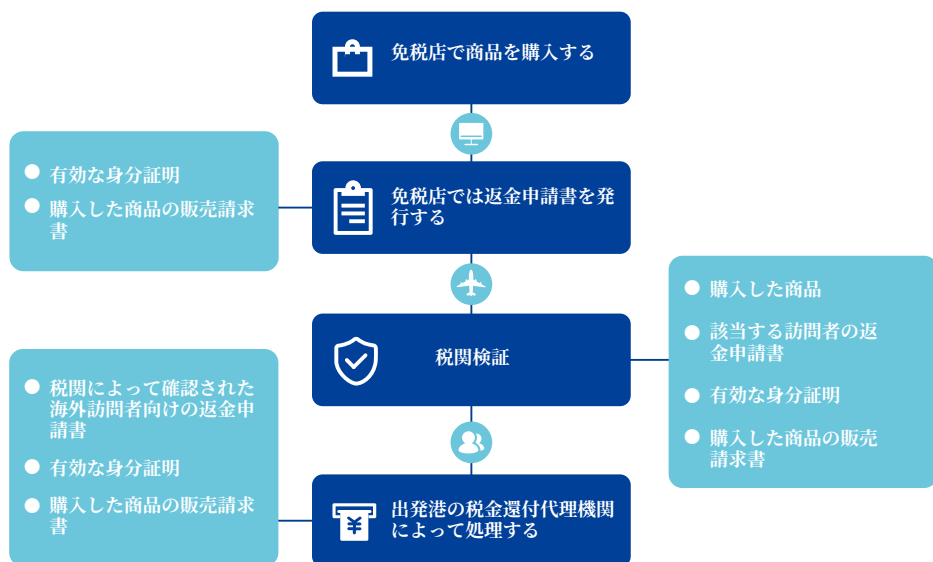 免税店で商品を購入する
有効な身分証明
購入した商品の販売請求
書
免税店では返金申請書を発
行する
税関検証
購入した商品
該当する訪問者の返
金申請書
有効な身分証明
購入した商品の販売
請求書
税関によって確認された
海外訪問者向けの返金申
請書
有効な身分証明
購入した商品の販売請求
書
出発港の税金還付代理機関
によって処理する